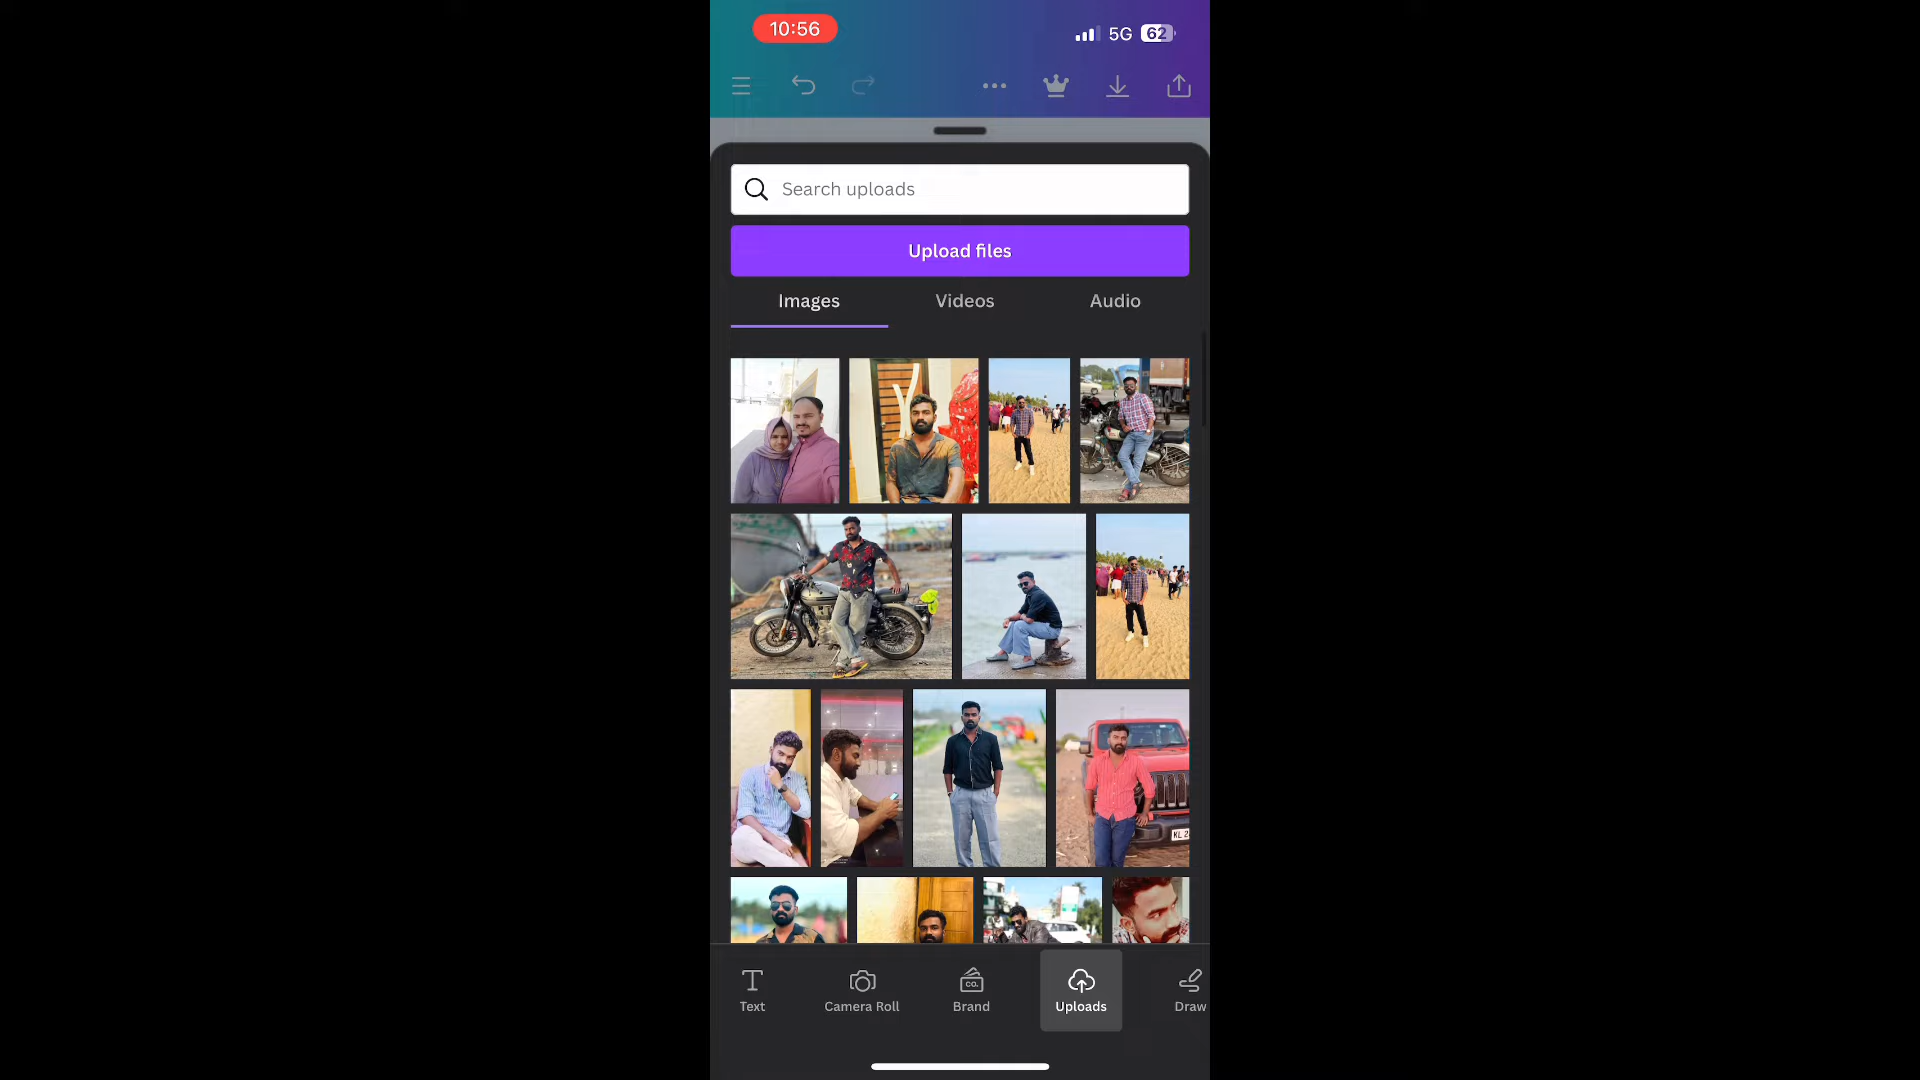 10:56
5G 62
Search uploads
Upload files
Images Videos Audio
KL 2
CO.
Text Camera Roll Brand Uploads Draw